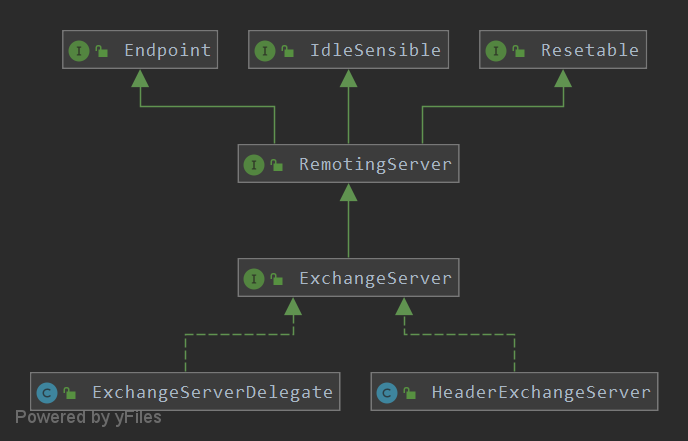 I Endpoint
I IdleSensible
I Resetable
I RemotingServer
I ExchangeServer
C ExchangeServerDelegate
C HeaderExchangeServer
Powered by yFiles